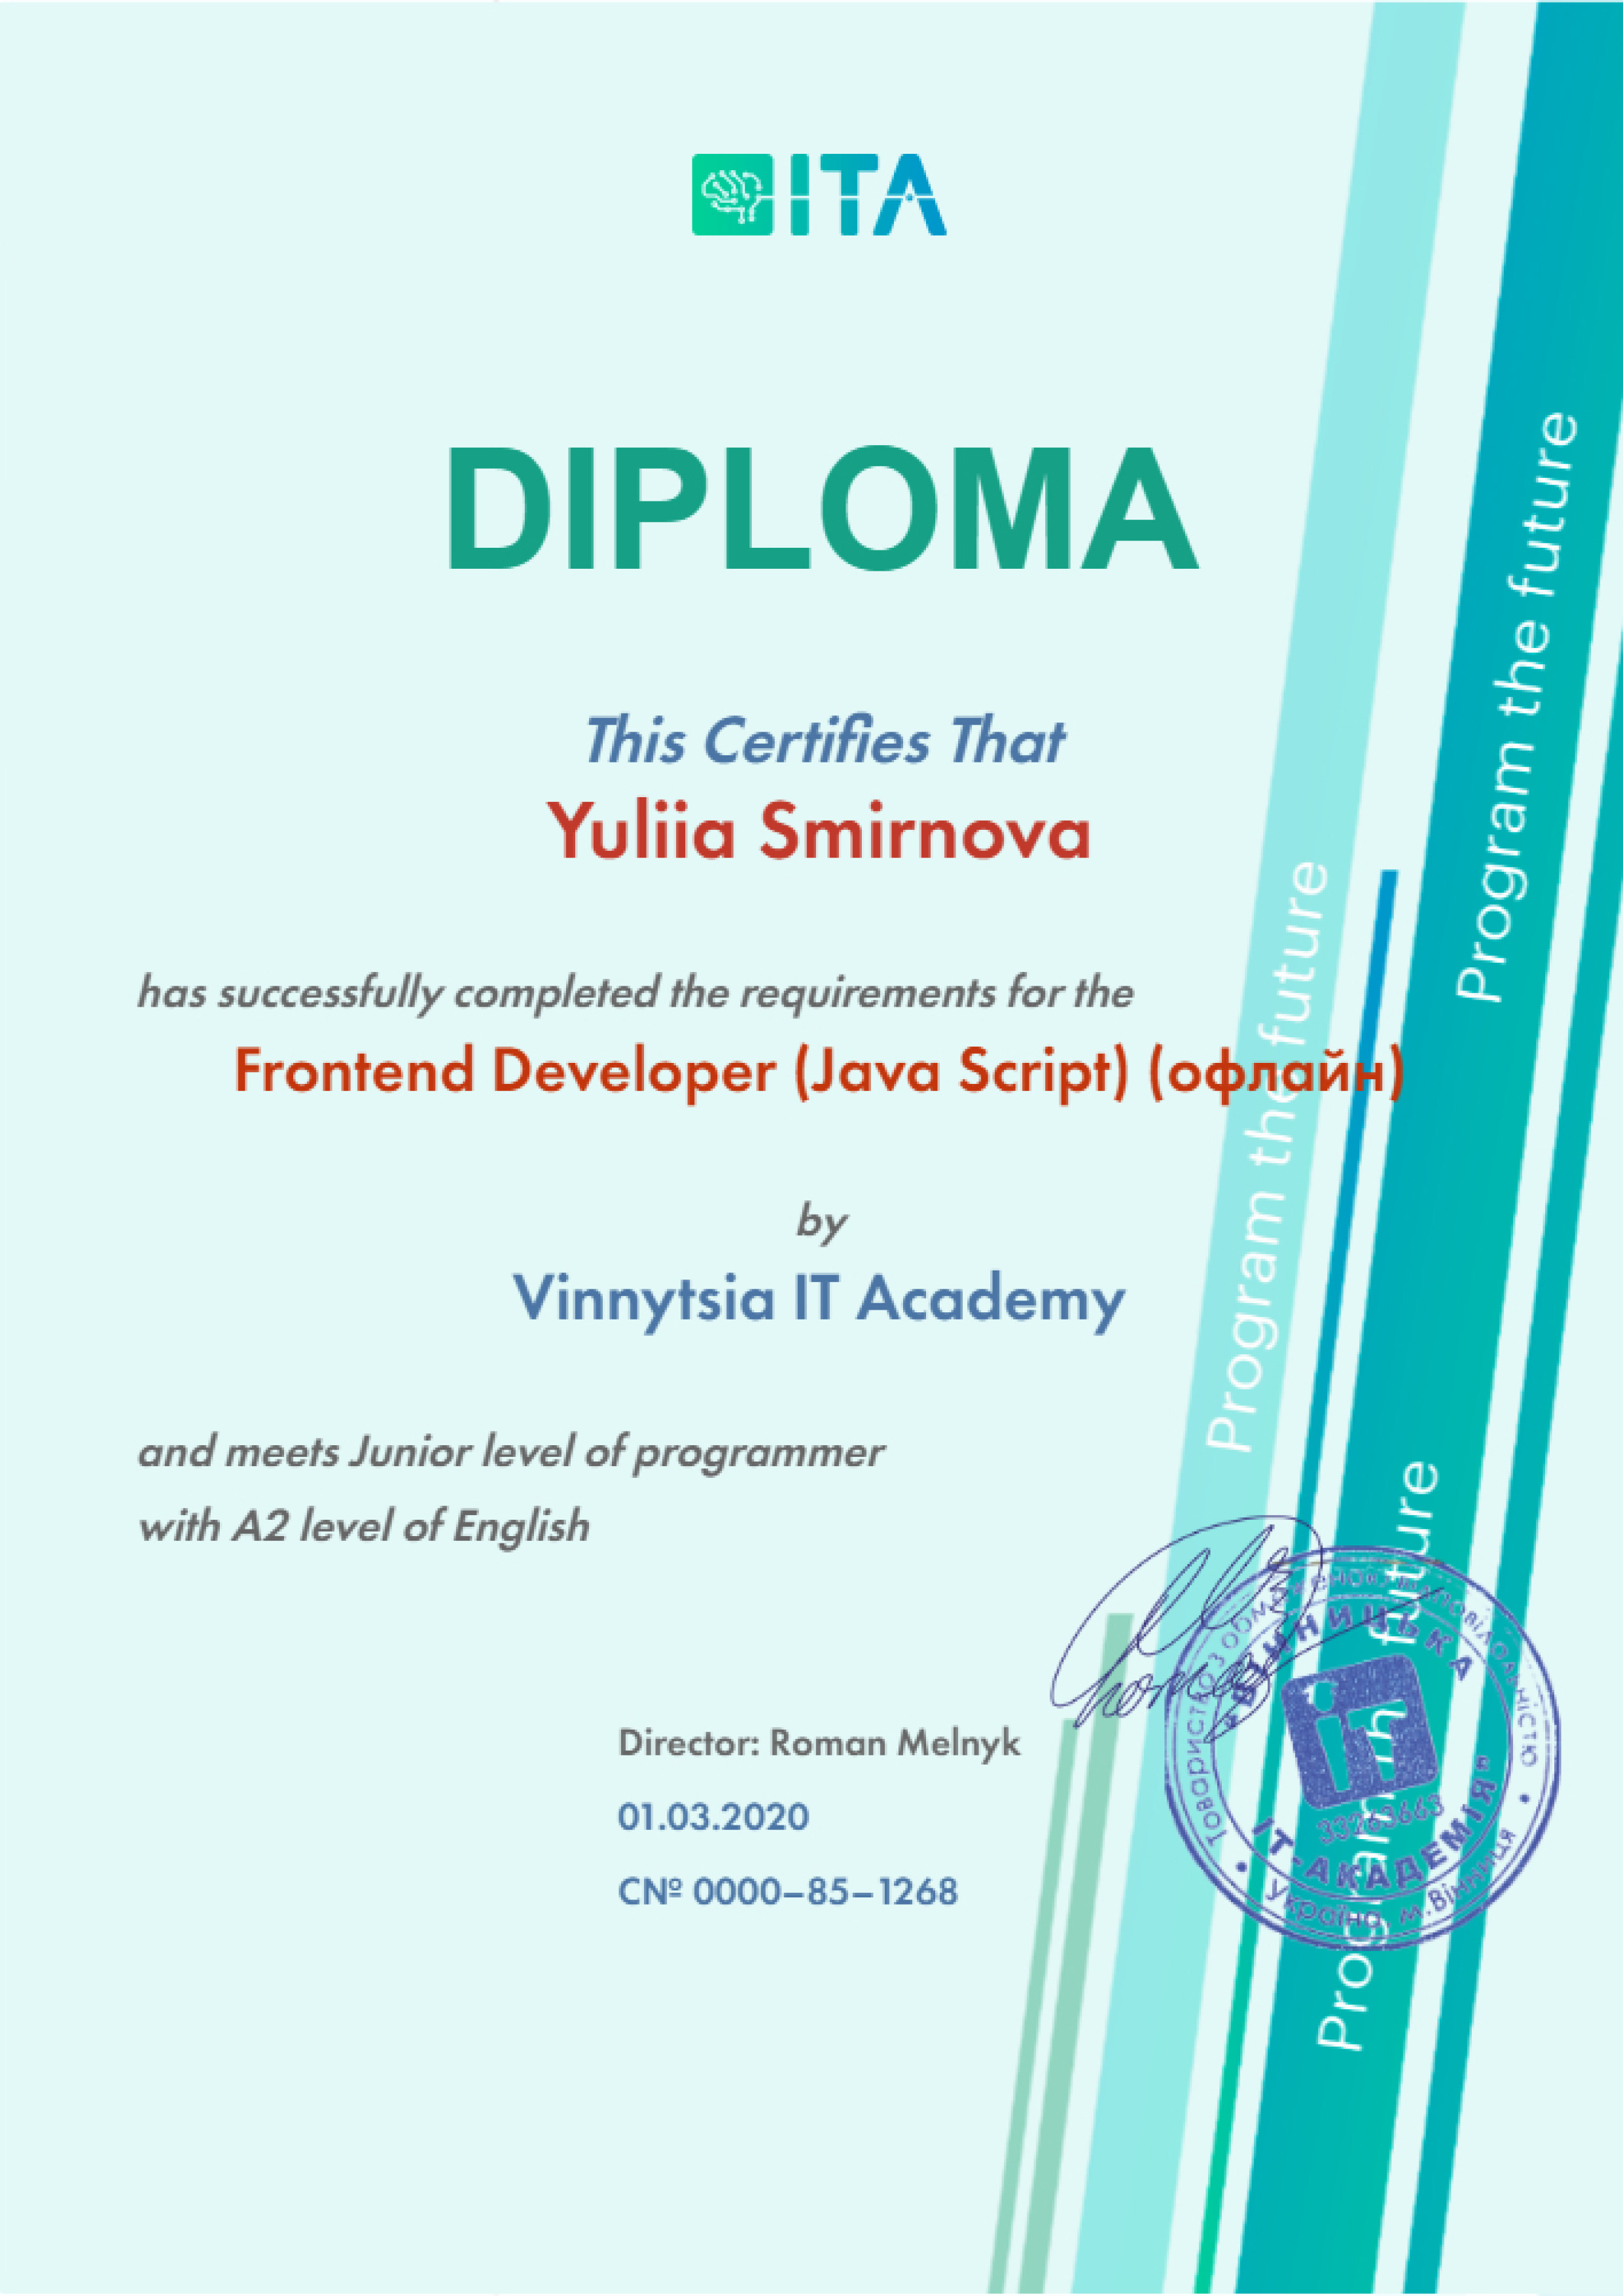 ITA
DIPLOMA
This Certifies That
Yuliia Smirnova
has successfully completed the requirements for the
Frontend Developer (Java Script) (офлайн)
by
Vinnytsia IT Academy
and meets Junior level of programmer
with A2 level of English
Director: Roman Melnyk
01.03.2020
CNº 0000–85–1268
Program the future
Program the future
Program the future
Товариство з обмеженою відповідальністю
"ВІННИЦЬКА
іт
33263663
ІТ-АКАДЕМІЯ"
Україна, м.Вінниця